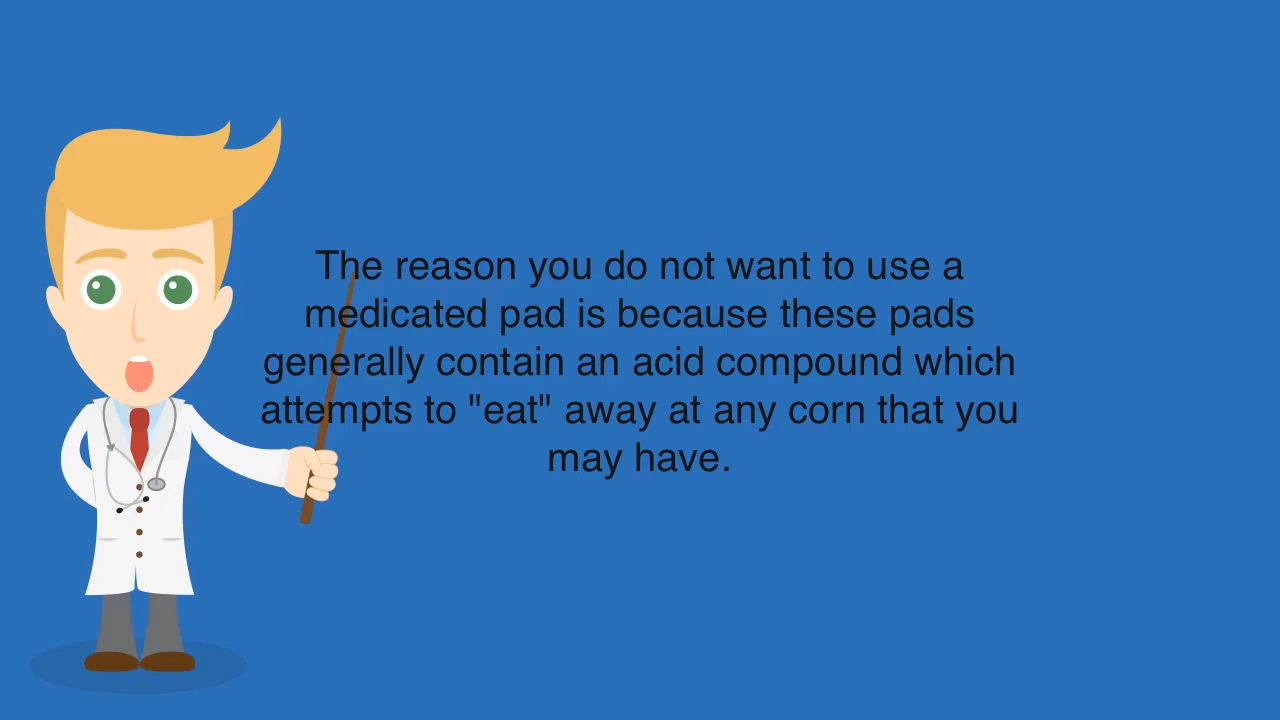 The reason you do not want to use a
medicated pad is because these pads
generally contain an acid compound which
attempts to "eat" away at any corn that you
may have.